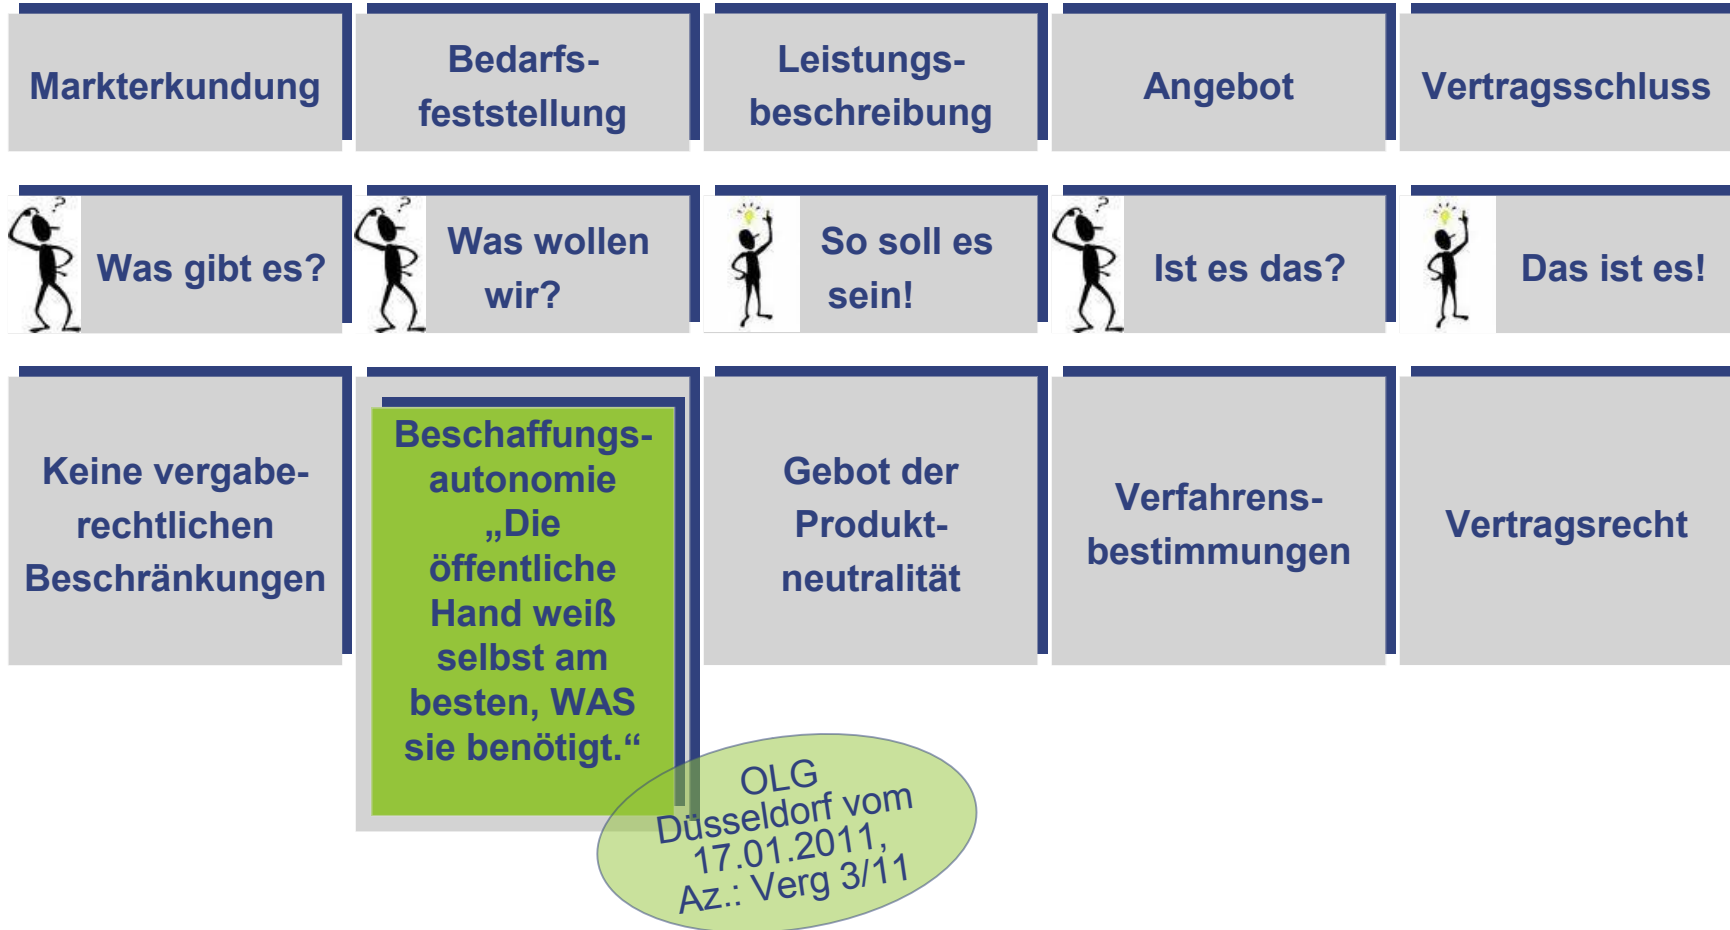 Markterkundung
Bedarfs-
feststellung
Leistungs-
beschreibung
Angebot
Vertragsschluss
?
Was gibt es?
?
Was wollen
wir?
So soll es
sein!
?
Ist es das?
Das ist es!
Keine vergabe-
rechtlichen
Beschränkungen
Beschaffungs-
autonomie
„Die
öffentliche
Hand weiß
selbst am
besten, WAS
sie benötigt.“
Gebot der
Produkt-
neutralität
Verfahrens-
bestimmungen
Vertragsrecht
OLG
Düsseldorf vom
17.01.2011,
Az.: Verg 3/11